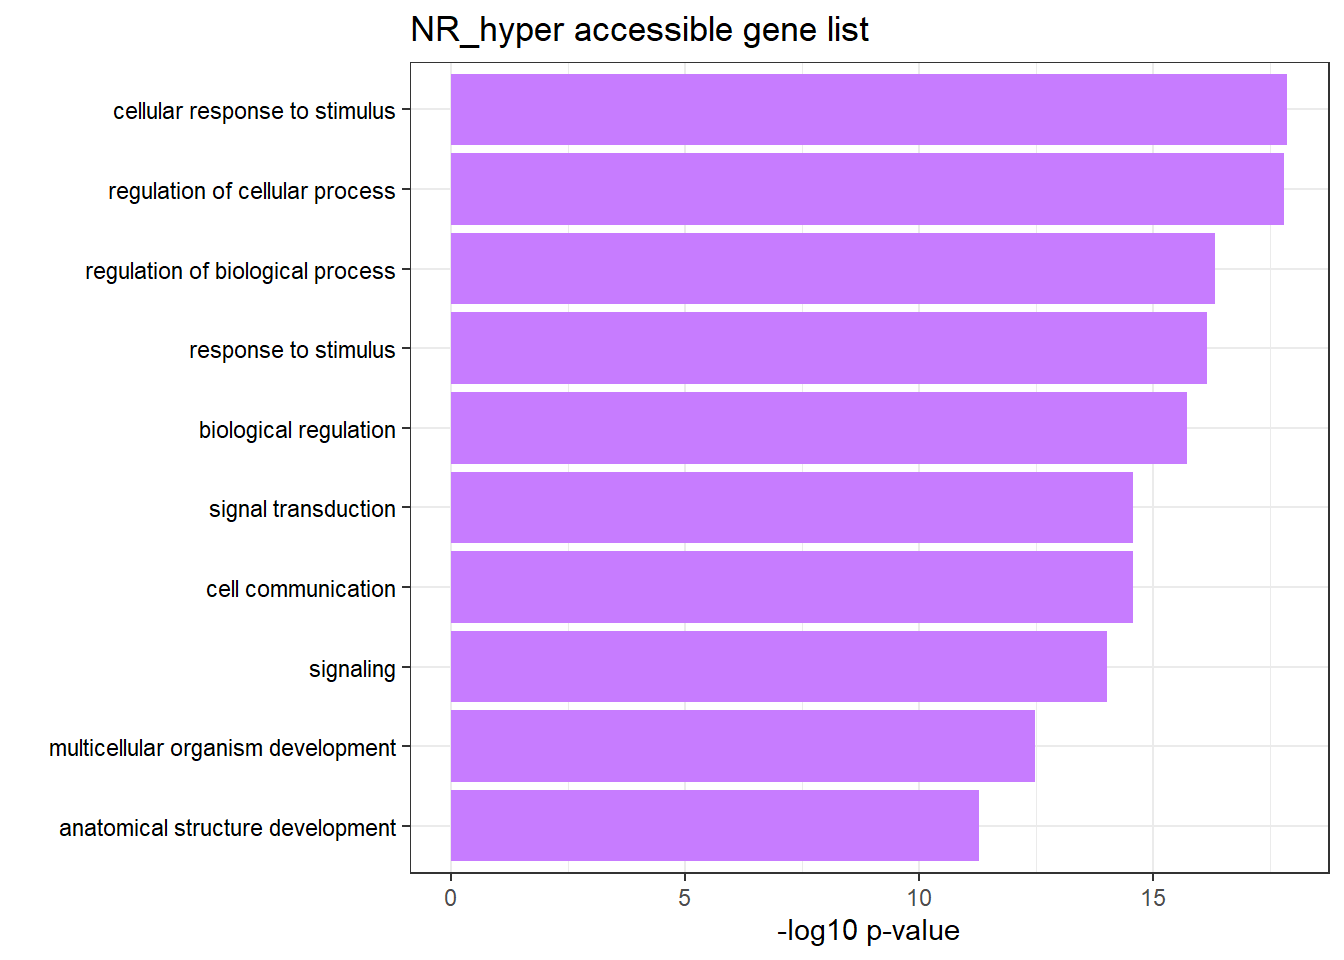 NR_hyper accessible gene list
cellular response to stimulus
regulation of cellular process
regulation of biological process
response to stimulus
biological regulation
signal transduction
cell communication
signaling
multicellular organism development
anatomical structure development
0 5 10 15
-log10 p-value